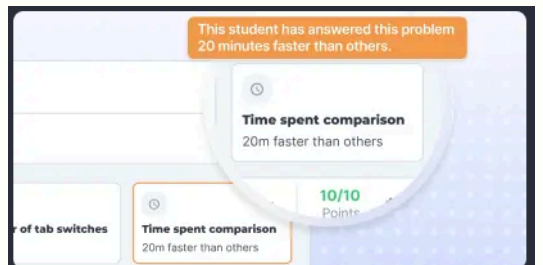 This student has answered this problem
20 minutes faster than others.
Time spent comparison
20m faster than others
10/10
Points
r of tab switches
Time spent comparison
20m faster than others